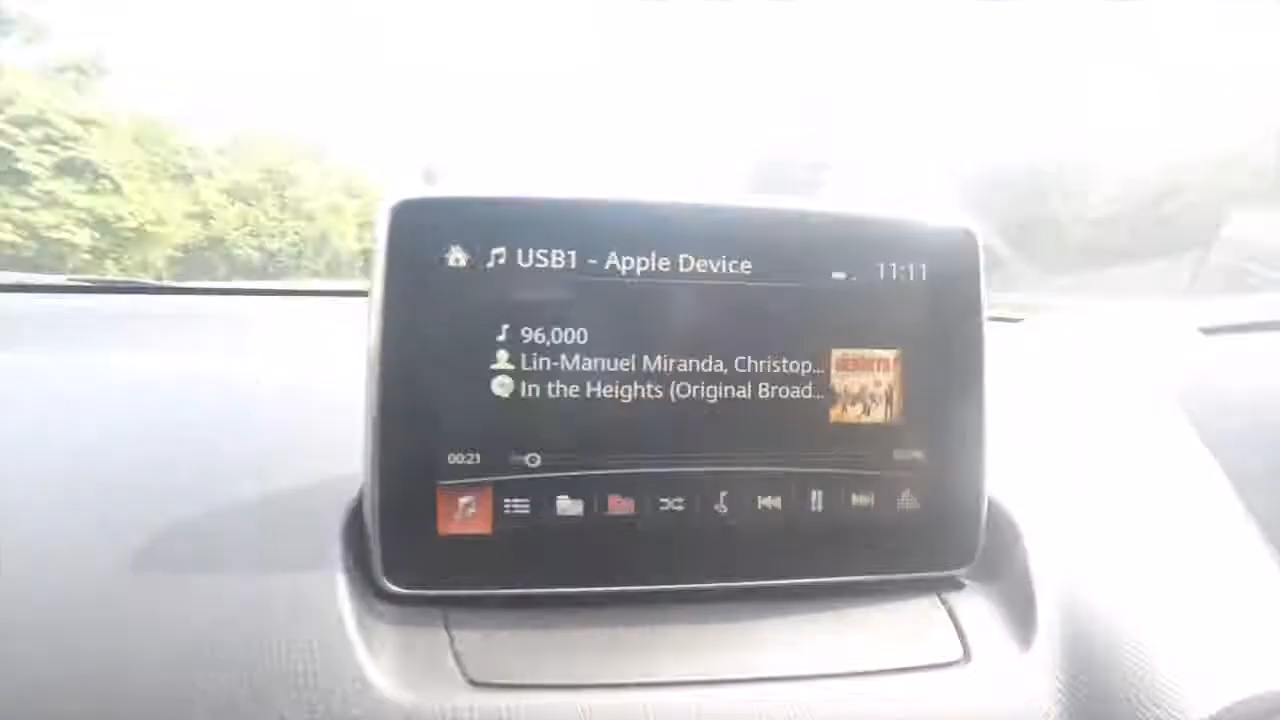 USB1 - Apple Device
11:11
96,000
Lin-Manuel Miranda, Christop...
In the Heights (Original Broad...
00:21